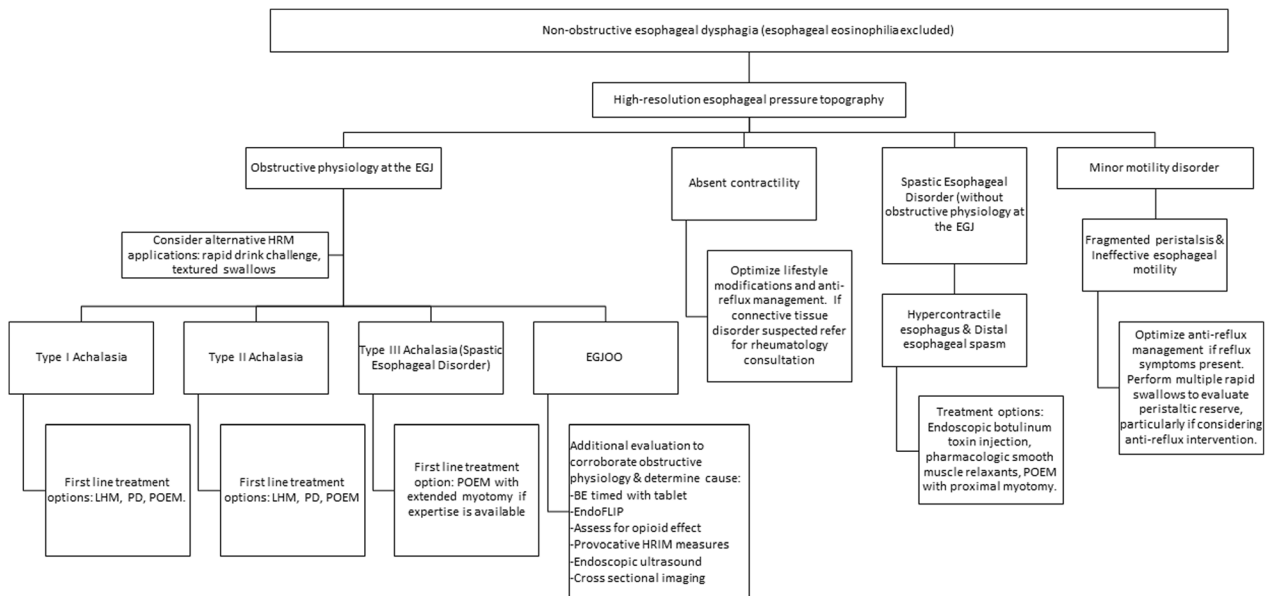 Non-obstructive esophageal dysphagia (esophageal eosinophilia excluded)
High-resolution esophageal pressure topography
Obstructive physiology at the EGJ
Consider alternative HRM
applications: rapid drink challenge,
textured swallows
Type I Achalasia
First line treatment
options: LHM, PD, POEM.
Type II Achalasia
First line treatment
options: LHM, PD, POEM
Type III Achalasia (Spastic
Esophageal Disorder)
First line treatment
option: POEM with
extended myotomy if
expertise is available
EGJOO
Additional evaluation to
corroborate obstructive
physiology & determine cause:
-BE timed with tablet
-EndoFLIP
-Assess for opioid effect
-Provocative HRIM measures
-Endoscopic ultrasound
-Cross sectional imaging
Absent contractility
Optimize lifestyle
modifications and anti-
reflux management. If
connective tissue
disorder suspected refer
for rheumatology
consultation
Spastic Esophageal
Disorder (without
obstructive physiology at
the EGJ
Hypercontractile
esophagus & Distal
esophageal spasm
Treatment options:
Endoscopic botulinum
toxin injection,
pharmacologic smooth
muscle relaxants, POEM
with proximal myotomy.
Minor motility disorder
Fragmented peristalsis &
Ineffective esophageal
motility
Optimize anti-reflux
management if reflux
symptoms present.
Perform multiple rapid
swallows to evaluate
peristaltic reserve,
particularly if considering
anti-reflux intervention.